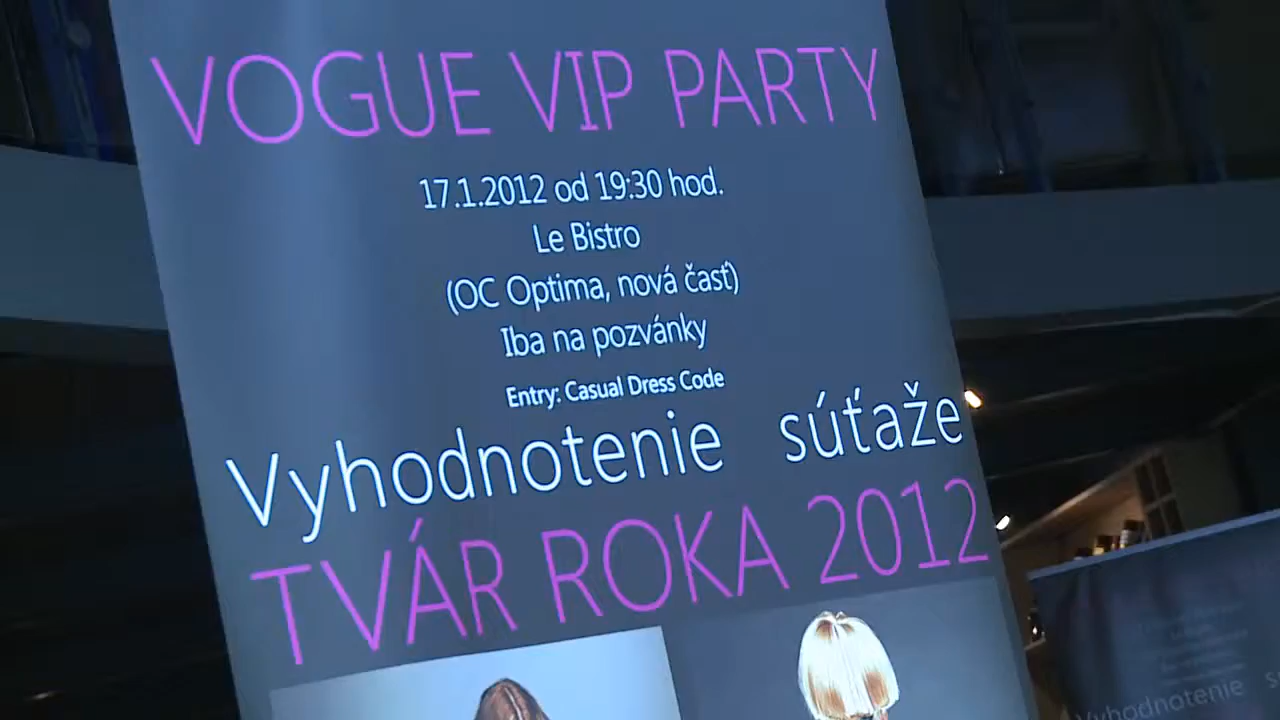 VOGUE VIP PARTY
17.1.2012 od 19:30 hod.
Le Bistro
(OC Optima, nová časť)
Iba na pozvánky
Entry: Casual Dress Code
Vyhodnotenie súťaže
TVÁR ROKA 2012
Vyhodnotenie